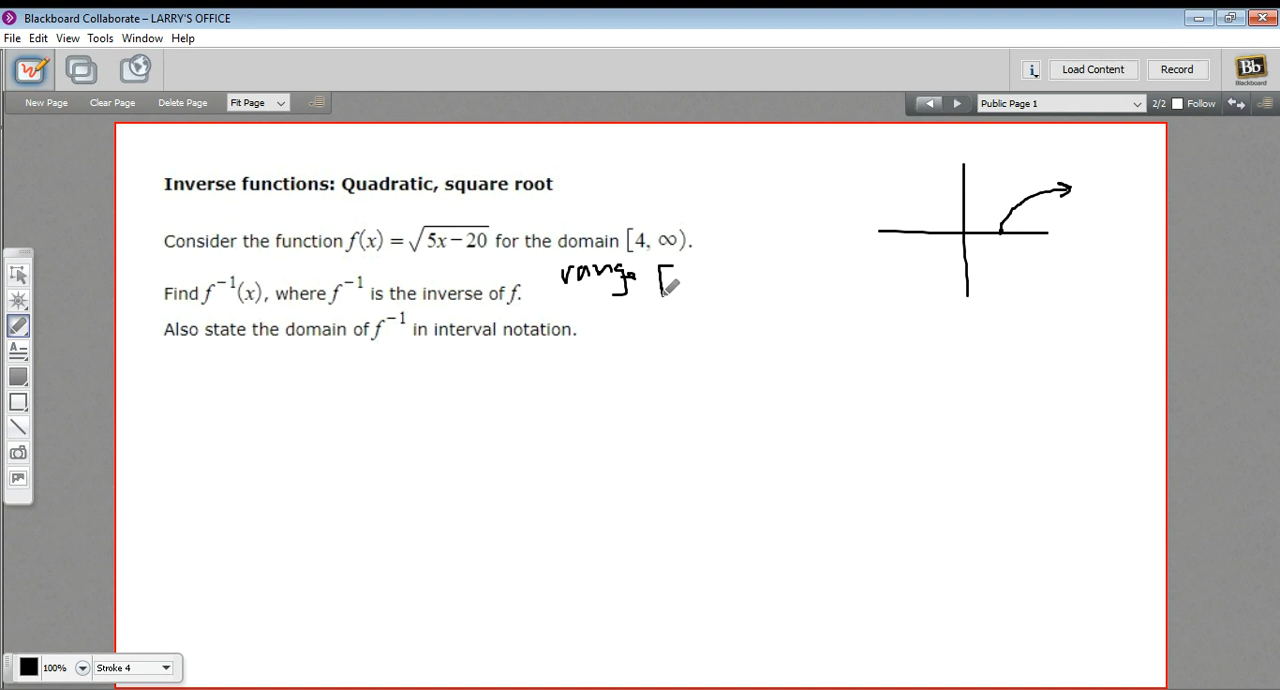 Blackboard Collaborate – LARRY'S OFFICE
File Edit View Tools Window Help
i Load Content Record Bb Blackboard
New Page Clear Page Delete Page Fit Page Public Page 1 2/2 Follow
Inverse functions: Quadratic, square root
Consider the function f(x) = √(5x−20) for the domain [4, ∞).
range [
Find f⁻¹(x), where f⁻¹ is the inverse of f.
Also state the domain of f⁻¹ in interval notation.
100% Stroke 4